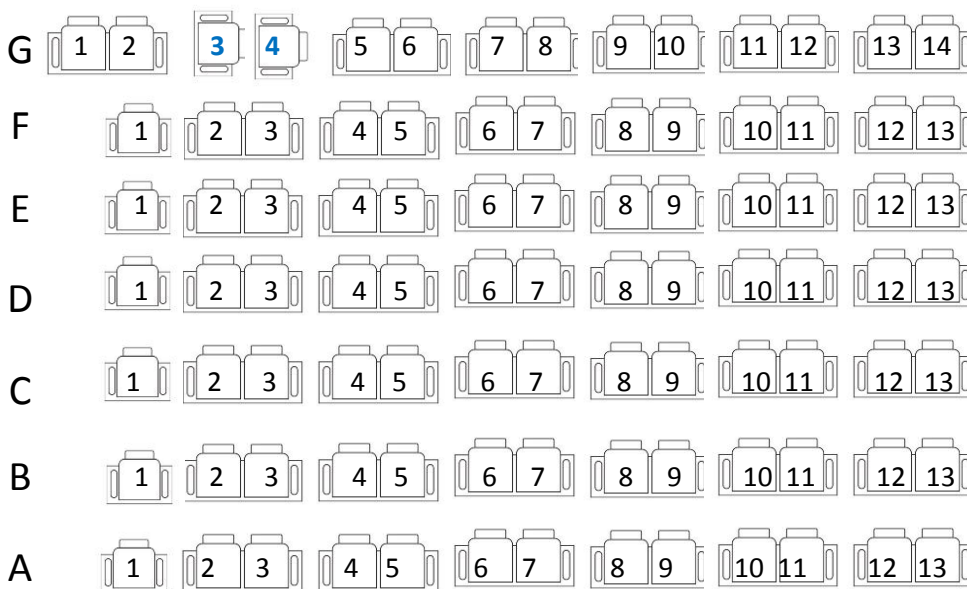 G 1 2 3 4 5 6 7 8 9 10 11 12 13 14
F 1 2 3 4 5 6 7 8 9 10 11 12 13
E 1 2 3 4 5 6 7 8 9 10 11 12 13
D 1 2 3 4 5 6 7 8 9 10 11 12 13
C 1 2 3 4 5 6 7 8 9 10 11 12 13
B 1 2 3 4 5 6 7 8 9 10 11 12 13
A 1 2 3 4 5 6 7 8 9 10 11 12 13